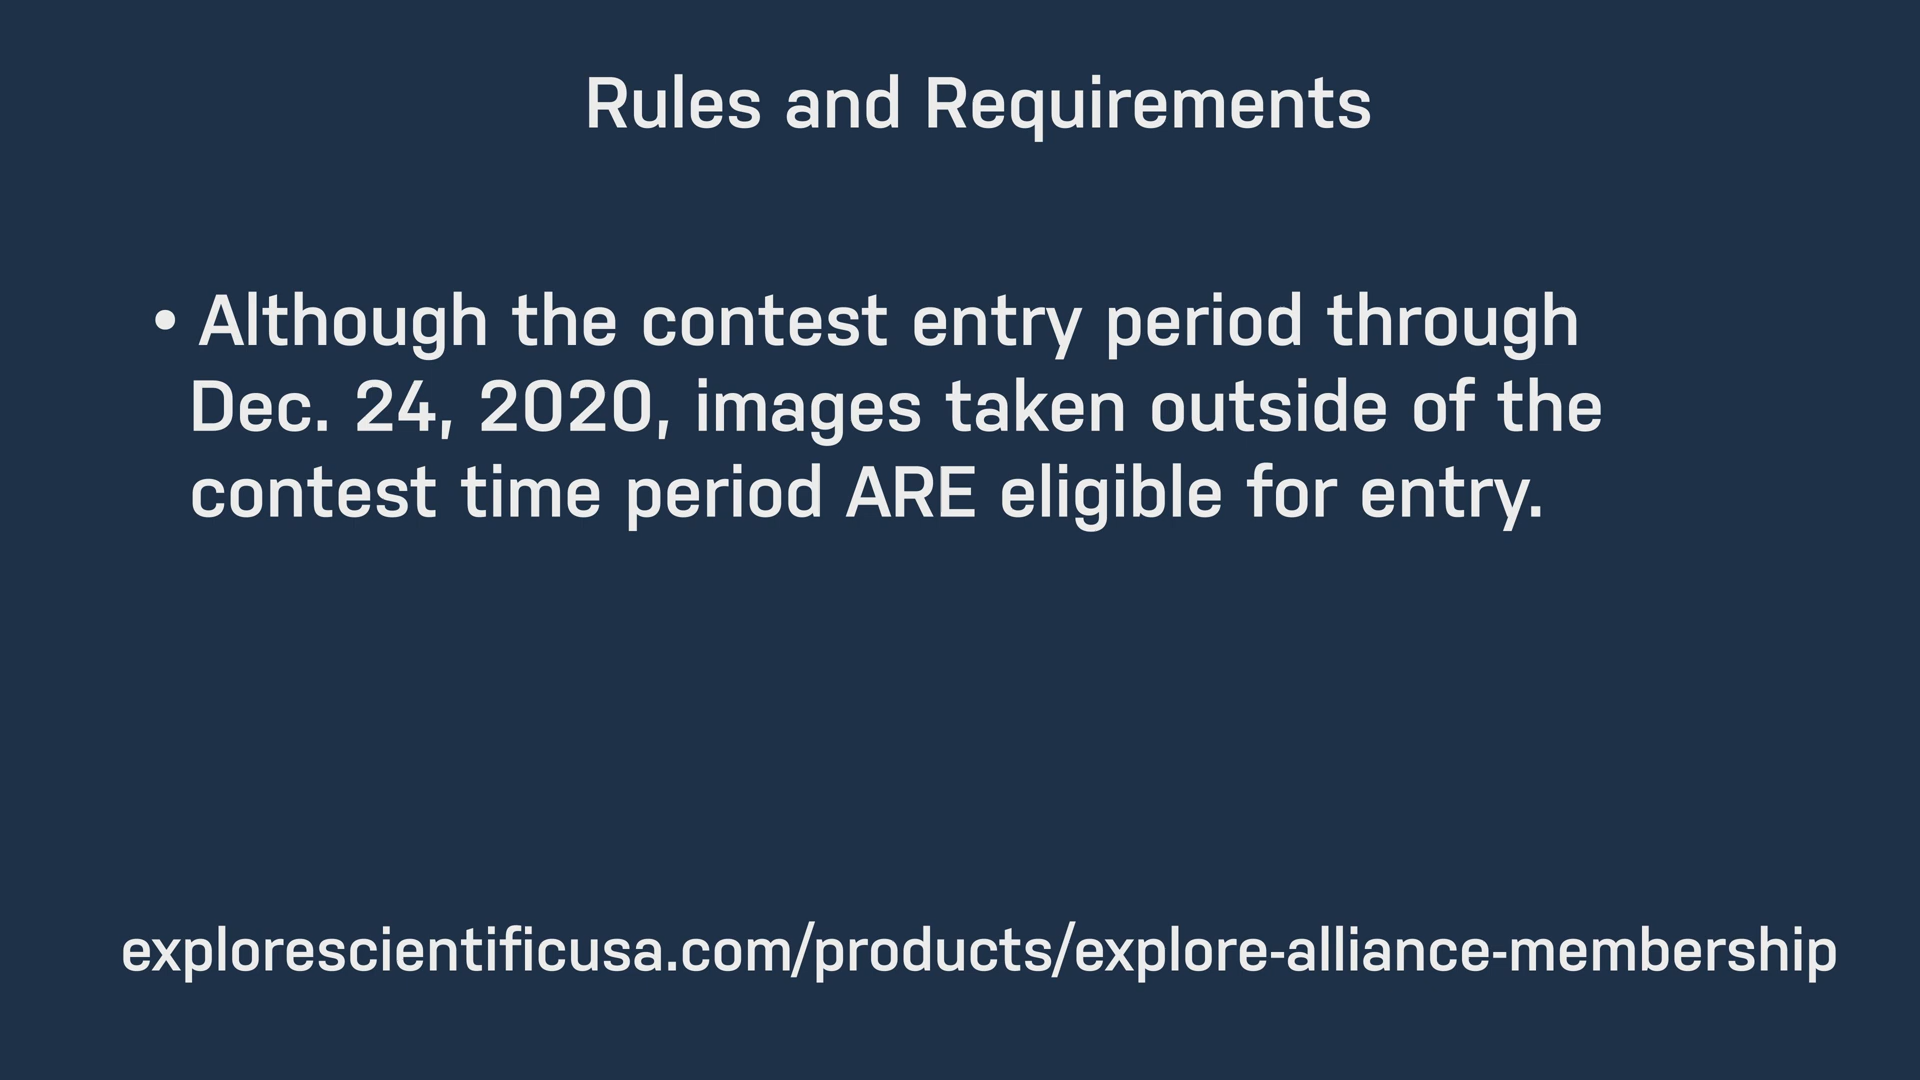 Rules and Requirements
• Although the contest entry period through
Dec. 24, 2020, images taken outside of the
contest time period ARE eligible for entry.
explorescientificusa.com/products/explore-alliance-membership